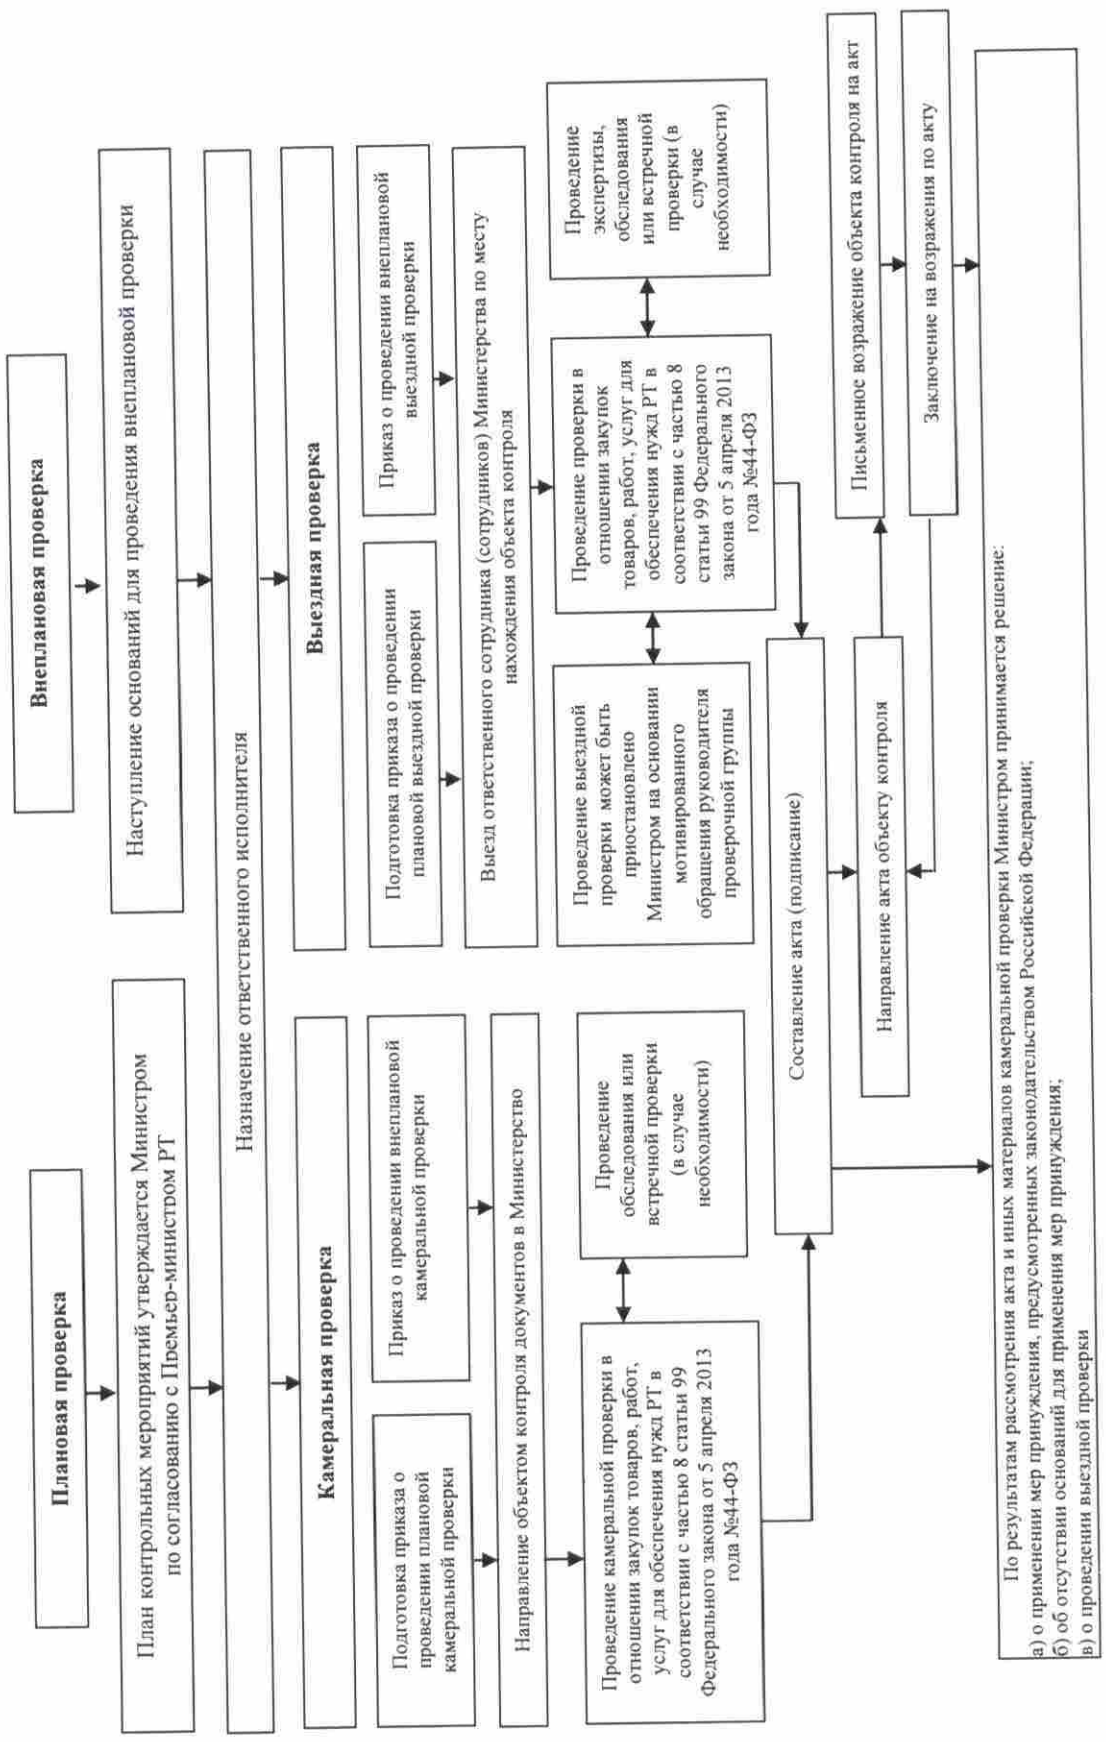 Плановая проверка
Внеплановая проверка
План контрольных мероприятий утверждается Министром
по согласованию с Премьер-министром РТ
Наступление оснований для проведения внеплановой проверки
Назначение ответственного исполнителя
Камеральная проверка
Выездная проверка
Подготовка приказа о
проведении плановой
камеральной проверки
Приказ о проведении внеплановой
камеральной проверки
Подготовка приказа о проведении
плановой выездной проверки
Приказ о проведении внеплановой
выездной проверки
Направление объектом контроля документов в Министерство
Выезд ответственного сотрудника (сотрудников) Министерства по месту
нахождения объекта контроля
Проведение камеральной проверки в
отношении закупок товаров, работ,
услуг для обеспечения нужд РТ в
соответствии с частью 8 статьи 99
Федерального закона от 5 апреля 2013
года №44-ФЗ
Проведение
обследования или
встречной проверки
(в случае
необходимости)
Проведение выездной
проверки может быть
приостановлено
Министром на основании
мотивированного
обращения руководителя
проверочной группы
Проведение проверки в
отношении закупок
товаров, работ, услуг для
обеспечения нужд РТ в
соответствии с частью 8
статьи 99 Федерального
закона от 5 апреля 2013
года №44-ФЗ
Проведение
экспертизы,
обследования
или встречной
проверки (в
случае
необходимости)
Составление акта (подписание)
Направление акта объекту контроля
Письменное возражение объекта контроля на акт
Заключение на возражения по акту
По результатам рассмотрения акта и иных материалов камеральной проверки Министром принимается решение:
а) о применении мер принуждения, предусмотренных законодательством Российской Федерации;
б) об отсутствии оснований для применения мер принуждения;
в) о проведении выездной проверки